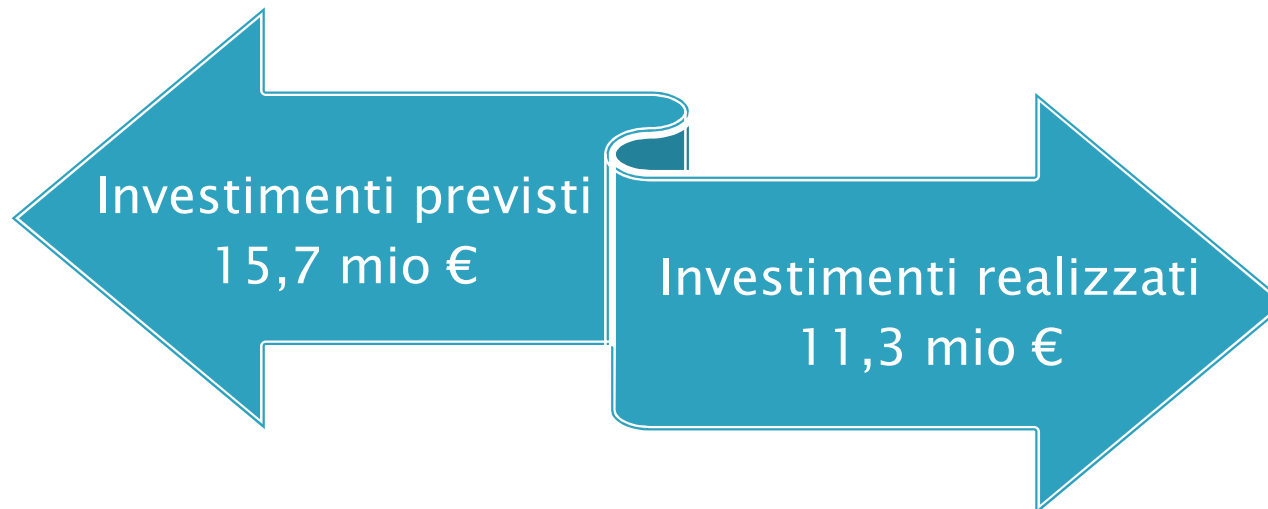 Investimenti previsti
15,7 mio €
Investimenti realizzati
11,3 mio €